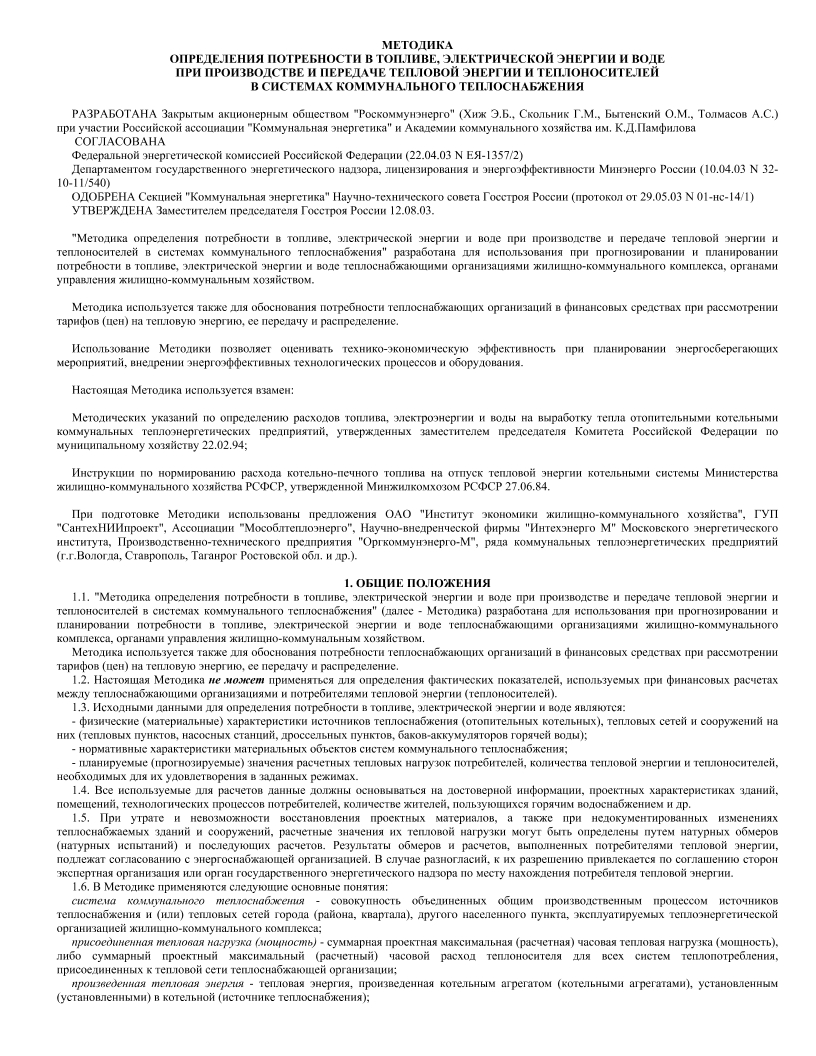 МЕТОДИКА
ОПРЕДЕЛЕНИЯ ПОТРЕБНОСТИ В ТОПЛИВЕ, ЭЛЕКТРИЧЕСКОЙ ЭНЕРГИИ И ВОДЕ
ПРИ ПРОИЗВОДСТВЕ И ПЕРЕДАЧЕ ТЕПЛОВОЙ ЭНЕРГИИ И ТЕПЛОНОСИТЕЛЕЙ
В СИСТЕМАХ КОММУНАЛЬНОГО ТЕПЛОСНАБЖЕНИЯ
РАЗРАБОТАНА Закрытым акционерным обществом "Роскоммунэнерго" (Хиж Э.Б., Скольник Г.М., Бытенский О.М., Толмасов А.С.)
при участии Российской ассоциации "Коммунальная энергетика" и Академии коммунального хозяйства им. К.Д.Памфилова
СОГЛАСОВАНА
Федеральной энергетической комиссией Российской Федерации (22.04.03 N ЕЯ-1357/2)
Департаментом государственного энергетического надзора, лицензирования и энергоэффективности Минэнерго России (10.04.03 N 32-
10-11/540)
ОДОБРЕНА Секцией "Коммунальная энергетика" Научно-технического совета Госстроя России (протокол от 29.05.03 N 01-нс-14/1)
УТВЕРЖДЕНА Заместителем председателя Госстроя России 12.08.03.
"Методика определения потребности в топливе, электрической энергии и воде при производстве и передаче тепловой энергии и
теплоносителей в системах коммунального теплоснабжения" разработана для использования при прогнозировании и планировании
потребности в топливе, электрической энергии и воде теплоснабжающими организациями жилищно-коммунального комплекса, органами
управления жилищно-коммунальным хозяйством.
Методика используется также для обоснования потребности теплоснабжающих организаций в финансовых средствах при рассмотрении
тарифов (цен) на тепловую энергию, ее передачу и распределение.
Использование Методики позволяет оценивать технико-экономическую эффективность при планировании энергосберегающих
мероприятий, внедрении энергоэффективных технологических процессов и оборудования.
Настоящая Методика используется взамен:
Методических указаний по определению расходов топлива, электроэнергии и воды на выработку тепла отопительными котельными
коммунальных теплоэнергетических предприятий, утвержденных заместителем председателя Комитета Российской Федерации по
муниципальному хозяйству 22.02.94;
Инструкции по нормированию расхода котельно-печного топлива на отпуск тепловой энергии котельными системы Министерства
жилищно-коммунального хозяйства РСФСР, утвержденной Минжилкомхозом РСФСР 27.06.84.
При подготовке Методики использованы предложения ОАО "Институт экономики жилищно-коммунального хозяйства", ГУП
"СантехНИИпроект", Ассоциации "Мособлтеплоэнерго", Научно-внедренческой фирмы "Интехэнерго М" Московского энергетического
института, Производственно-технического предприятия "Оргкоммунэнерго-М", ряда коммунальных теплоэнергетических предприятий
(г.г.Вологда, Ставрополь, Таганрог Ростовской обл. и др.).
1. ОБЩИЕ ПОЛОЖЕНИЯ
1.1. "Методика определения потребности в топливе, электрической энергии и воде при производстве и передаче тепловой энергии и
теплоносителей в системах коммунального теплоснабжения" (далее - Методика) разработана для использования при прогнозировании и
планировании потребности в топливе, электрической энергии и воде теплоснабжающими организациями жилищно-коммунального
комплекса, органами управления жилищно-коммунальным хозяйством.
Методика используется также для обоснования потребности теплоснабжающих организаций в финансовых средствах при рассмотрении
тарифов (цен) на тепловую энергию, ее передачу и распределение.
1.2. Настоящая Методика не может применяться для определения фактических показателей, используемых при финансовых расчетах
между теплоснабжающими организациями и потребителями тепловой энергии (теплоносителей).
1.3. Исходными данными для определения потребности в топливе, электрической энергии и воде являются:
- физические (материальные) характеристики источников теплоснабжения (отопительных котельных), тепловых сетей и сооружений на
них (тепловых пунктов, насосных станций, дроссельных пунктов, баков-аккумуляторов горячей воды);
- нормативные характеристики материальных объектов систем коммунального теплоснабжения;
- планируемые (прогнозируемые) значения расчетных тепловых нагрузок потребителей, количества тепловой энергии и теплоносителей,
необходимых для их удовлетворения в заданных режимах.
1.4. Все используемые для расчетов данные должны основываться на достоверной информации, проектных характеристиках зданий,
помещений, технологических процессов потребителей, количестве жителей, пользующихся горячим водоснабжением и др.
1.5. При утрате и невозможности восстановления проектных материалов, а также при недокументированных изменениях
теплоснабжаемых зданий и сооружений, расчетные значения их тепловой нагрузки могут быть определены путем натурных обмеров
(натурных испытаний) и последующих расчетов. Результаты обмеров и расчетов, выполненных потребителями тепловой энергии,
подлежат согласованию с энергоснабжающей организацией. В случае разногласий, к их разрешению привлекается по соглашению сторон
экспертная организация или орган государственного энергетического надзора по месту нахождения потребителя тепловой энергии.
1.6. В Методике применяются следующие основные понятия:
система коммунального теплоснабжения - совокупность объединенных общим производственным процессом источников
теплоснабжения и (или) тепловых сетей города (района, квартала), другого населенного пункта, эксплуатируемых теплоэнергетической
организацией жилищно-коммунального комплекса;
присоединенная тепловая нагрузка (мощность) - суммарная проектная максимальная (расчетная) часовая тепловая нагрузка (мощность),
либо суммарный проектный максимальный (расчетный) часовой расход теплоносителя для всех систем теплопотребления,
присоединенных к тепловой сети теплоснабжающей организации;
произведенная тепловая энергия - тепловая энергия, произведенная котельным агрегатом (котельными агрегатами), установленным
(установленными) в котельной (источнике теплоснабжения);